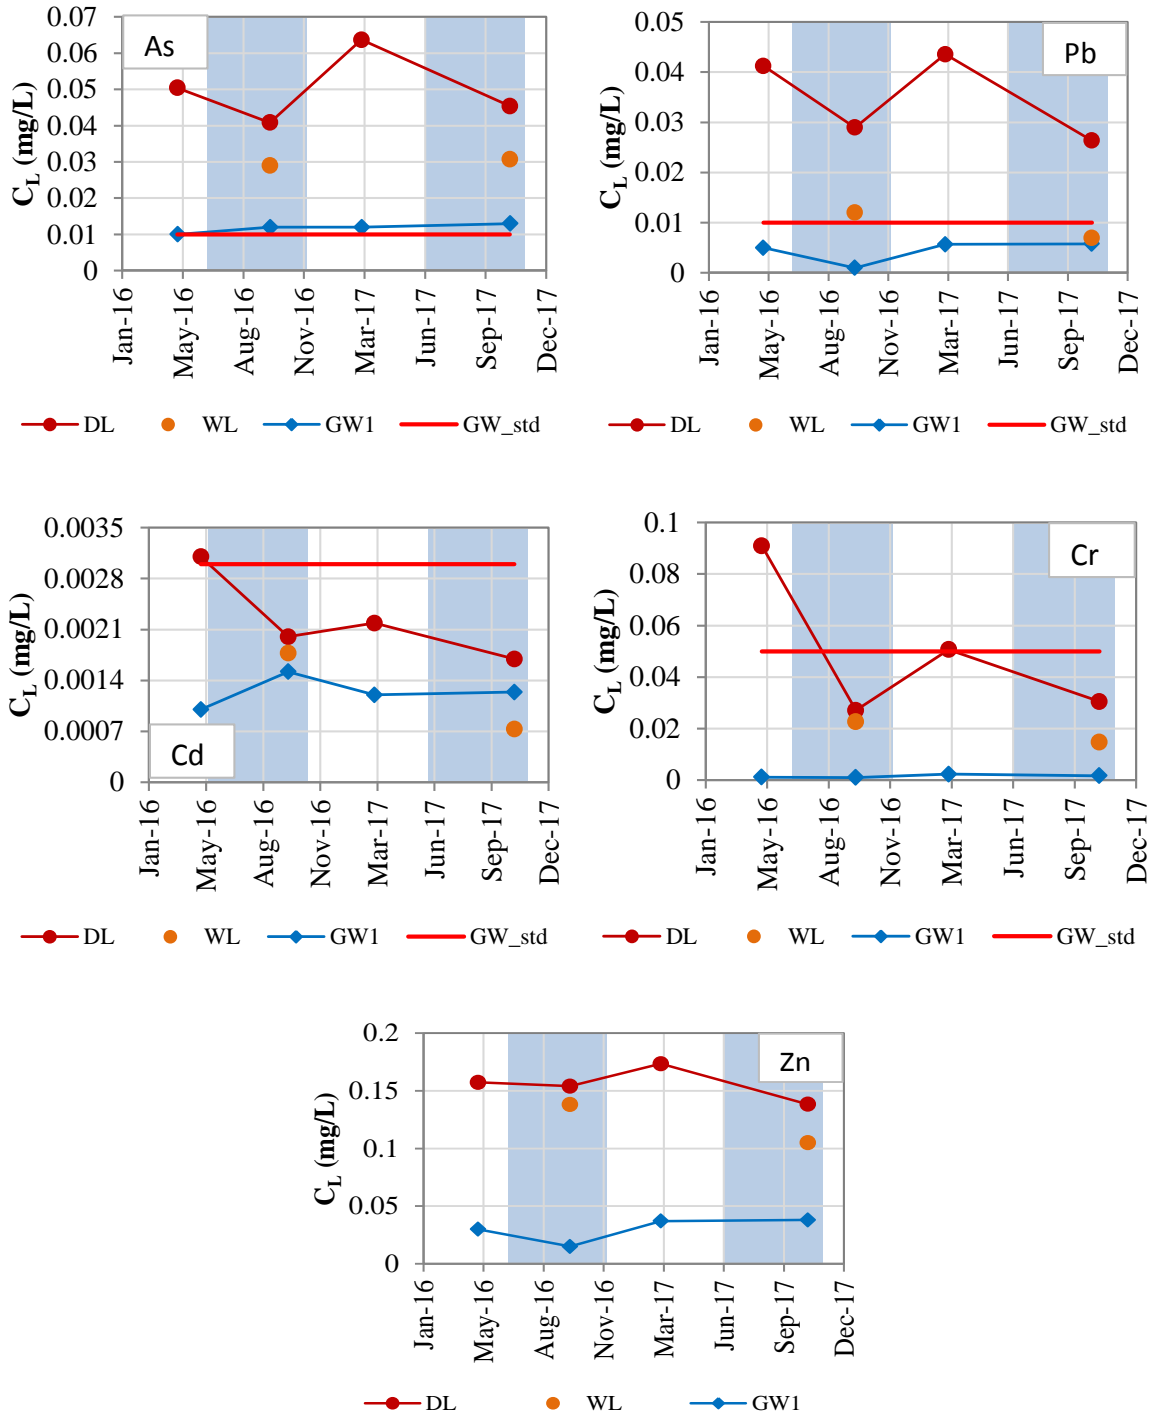 As
C_L (mg/L)
0.07
0.06
0.05
0.04
0.03
0.02
0.01
0
Jan-16 May-16 Aug-16 Nov-16 Mar-17 Jun-17 Sep-17 Dec-17
DL WL GW1 GW_std
Pb
C_L (mg/L)
0.05
0.04
0.03
0.02
0.01
0
Jan-16 May-16 Aug-16 Nov-16 Mar-17 Jun-17 Sep-17 Dec-17
DL WL GW1 GW_std
C_L (mg/L)
0.0035
0.0028
0.0021
0.0014
0.0007
0
Cd
Jan-16 May-16 Aug-16 Nov-16 Mar-17 Jun-17 Sep-17 Dec-17
DL WL GW1 GW_std
Cr
C_L (mg/L)
0.1
0.08
0.06
0.04
0.02
0
Jan-16 May-16 Aug-16 Nov-16 Mar-17 Jun-17 Sep-17 Dec-17
DL WL GW1 GW_std
Zn
C_L (mg/L)
0.2
0.15
0.1
0.05
0
Jan-16 May-16 Aug-16 Nov-16 Mar-17 Jun-17 Sep-17 Dec-17
DL WL GW1